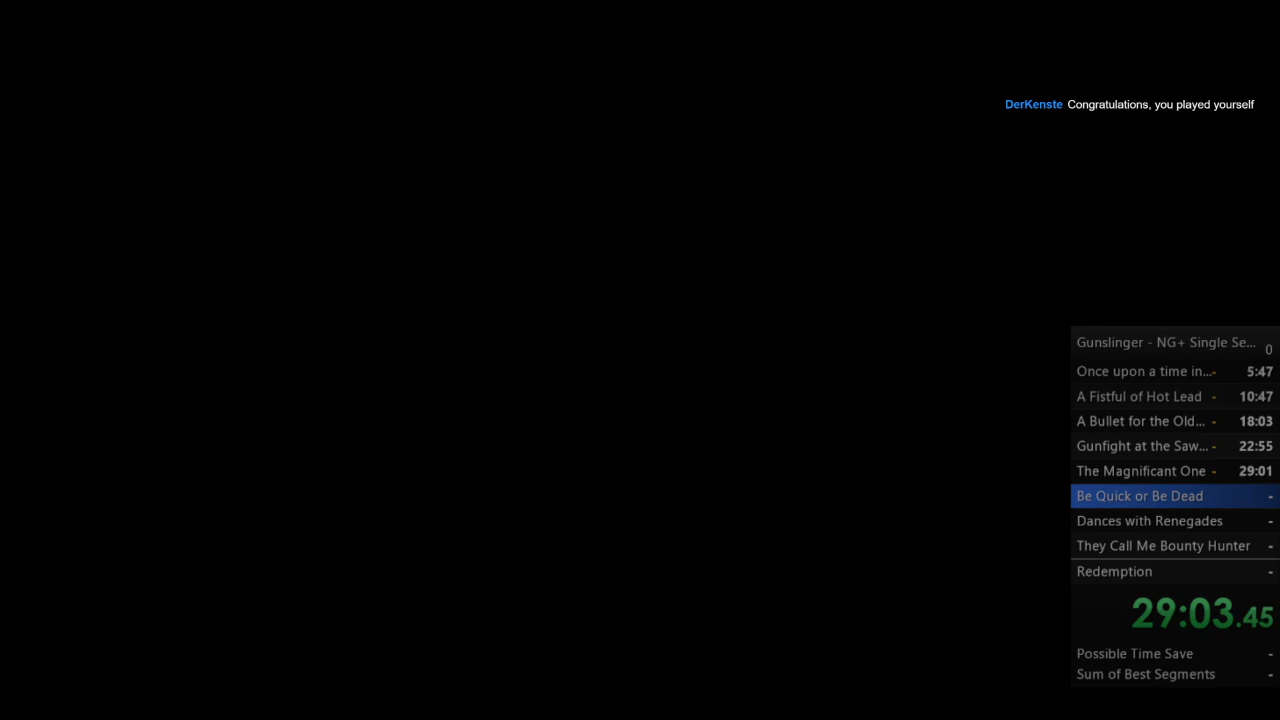 DerKenste Congratulations, you played yourself
Gunslinger - NG+ Single Se... 0
Once upon a time in... - 5:47
A Fistful of Hot Lead - 10:47
A Bullet for the Old... - 18:03
Gunfight at the Saw... - 22:55
The Magnificant One - 29:01
Be Quick or Be Dead -
Dances with Renegades -
They Call Me Bounty Hunter -
Redemption -
29:03.45
Possible Time Save -
Sum of Best Segments -